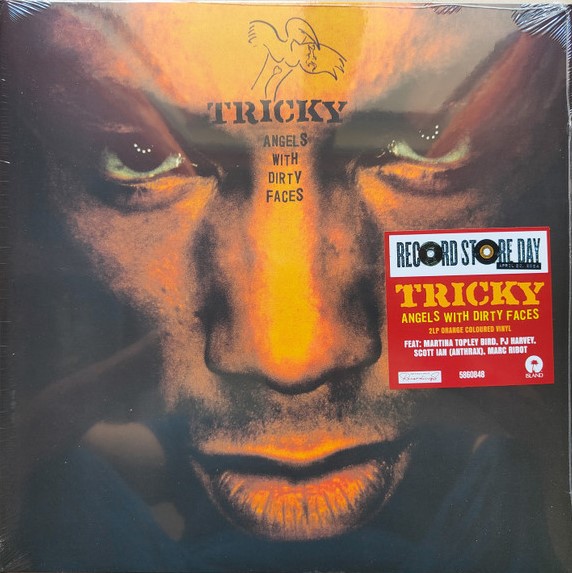 TRICKY
ANGELS
WITH
DIRTY
FACES
RECORD STORE DAY
TRICKY
ANGELS WITH DIRTY FACES
2LP ORANGE COLOURED VINYL
FEAT: MARTINA TOPLEY BIRD, PJ HARVEY,
SCOTT IAN (ANTHRAX), MARC RIBOT
5860848
ISLAND